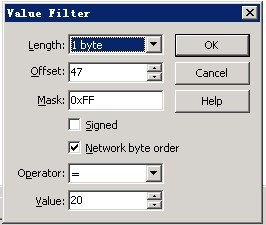 Value Filter
Length: 1 byte
OK
Offset: 47
Cancel
Mask: 0xFF
Help
Signed
Network byte order
Operator: =
Value: 20